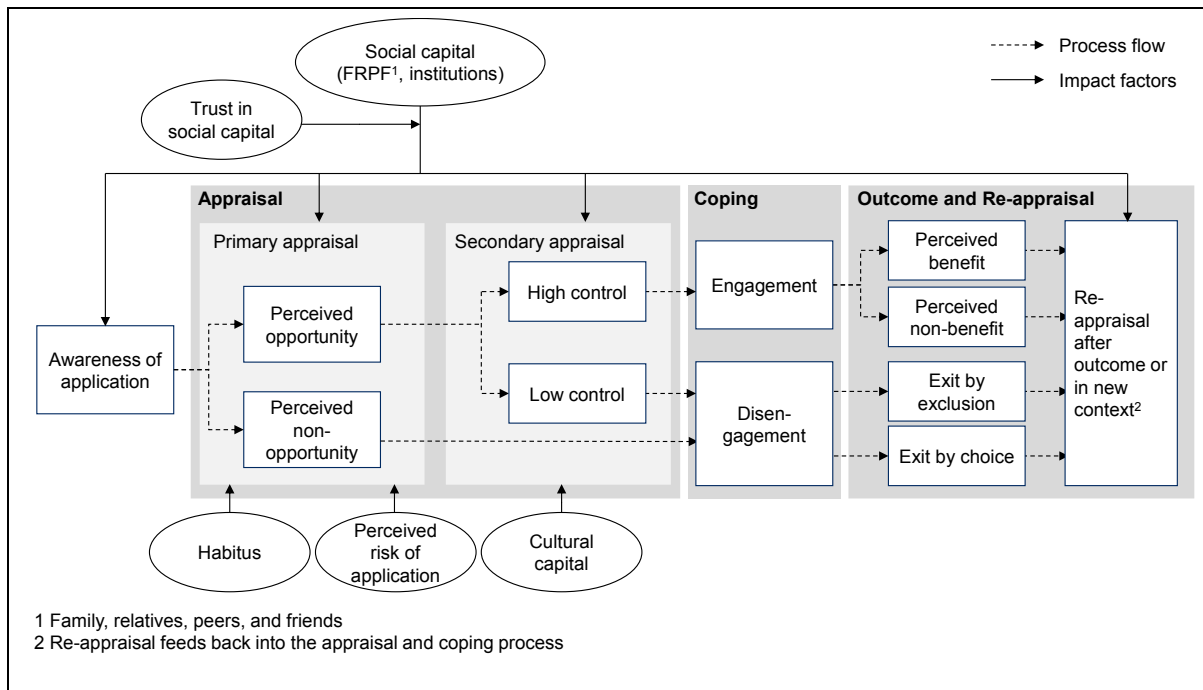 Social capital
(FRPF¹, institutions)
Process flow
Impact factors
Trust in
social capital
Appraisal
Coping
Outcome and Re-appraisal
Primary appraisal
Secondary appraisal
Awareness of
application
Perceived
opportunity
Perceived
non-
opportunity
High control
Low control
Engagement
Disen-
gagement
Perceived
benefit
Perceived
non-benefit
Exit by
exclusion
Exit by choice
Re-
appraisal
after
outcome or
in new
context²
Habitus
Perceived
risk of
application
Cultural
capital
1 Family, relatives, peers, and friends
2 Re-appraisal feeds back into the appraisal and coping process